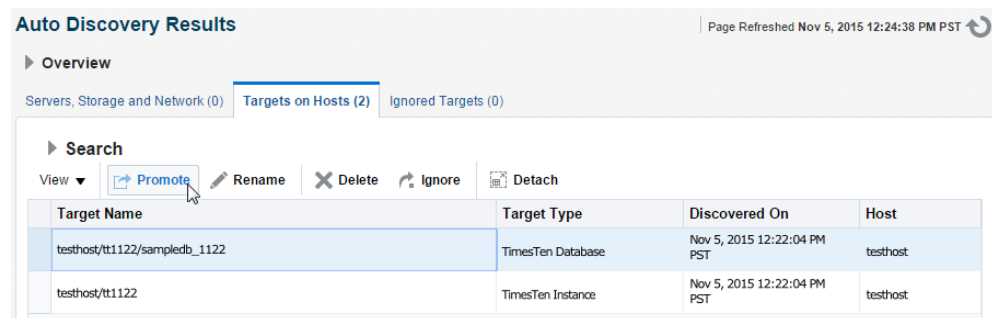 Auto Discovery Results
Page Refreshed Nov 5, 2015 12:24:38 PM PST
Overview
Servers, Storage and Network (0) Targets on Hosts (2) Ignored Targets (0)
Search
View Promote Rename Delete Ignore Detach
Target Name Target Type Discovered On Host
testhost/tt1122/sampledb_1122 TimesTen Database Nov 5, 2015 12:22:04 PM PST testhost
testhost/tt1122 TimesTen Instance Nov 5, 2015 12:22:04 PM PST testhost